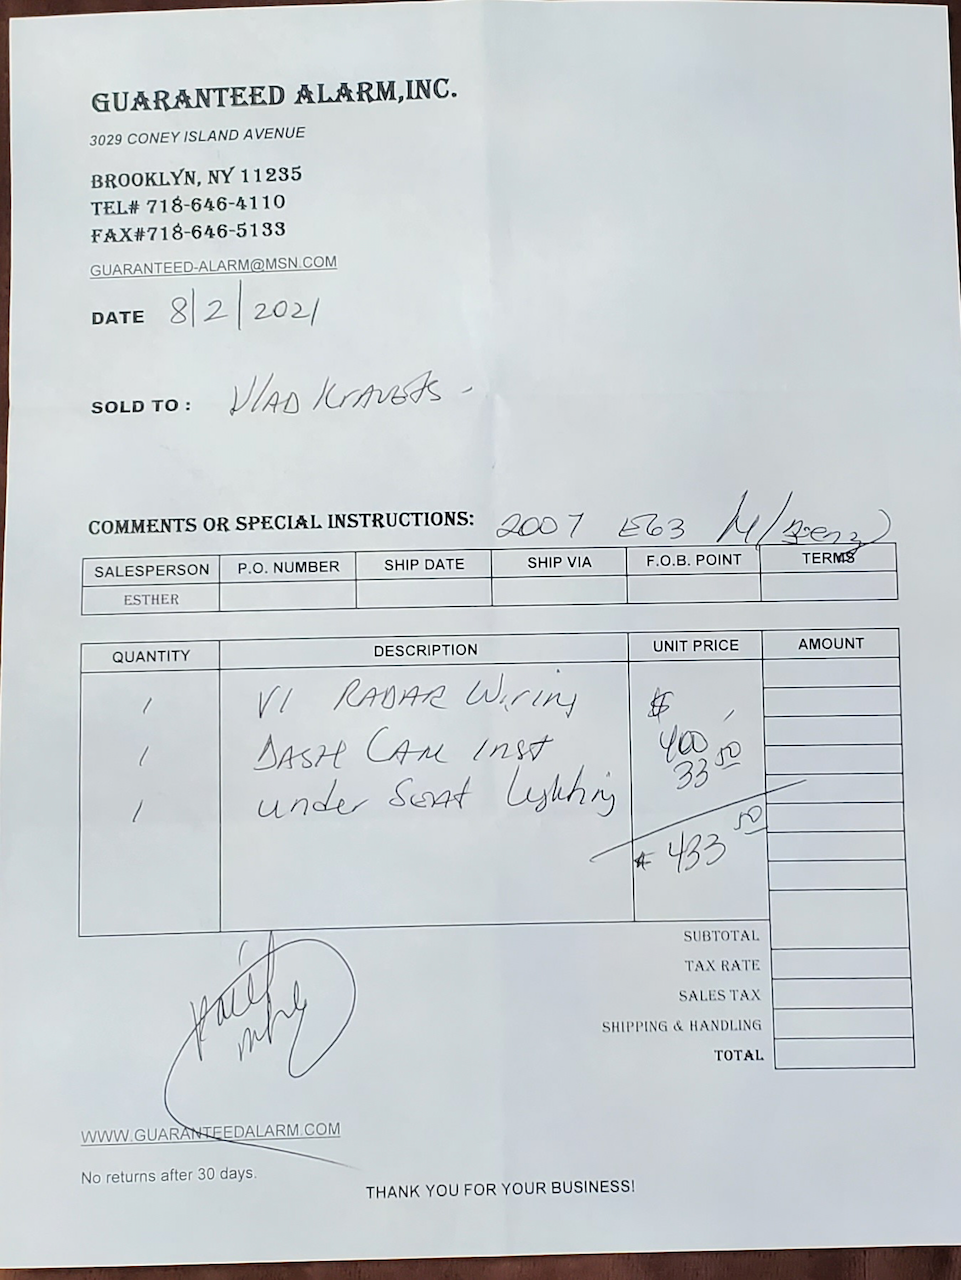 GUARANTEED ALARM,INC.
3029 CONEY ISLAND AVENUE
BROOKLYN, NY 11235
TEL# 718-646-4110
FAX#718-646-5133
GUARANTEED-ALARM@MSN.COM
DATE 8/2/2021
SOLD TO : Vlad Kravets -
COMMENTS OR SPECIAL INSTRUCTIONS: 2007 E63 M/Benz
SALESPERSON P.O. NUMBER SHIP DATE SHIP VIA F.O.B. POINT TERMS
ESTHER
QUANTITY DESCRIPTION UNIT PRICE AMOUNT
1 V1 RADAR Wiring $
1 DASH CAM inst 400
1 under Seat Lighting 33.50
$ 433.50
SUBTOTAL
TAX RATE
SALES TAX
SHIPPING & HANDLING
TOTAL
Paid
WWW.GUARANTEEDALARM.COM
No returns after 30 days.
THANK YOU FOR YOUR BUSINESS!